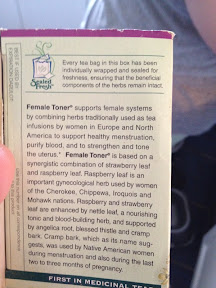 Sealed
Fresh
Every tea bag in this box has been
individually wrapped and sealed for
freshness, ensuring that the beneficial
components of the herbs remain intact.
Female Toner® supports female systems
by combining herbs traditionally used as tea
infusions by women in Europe and North
America to support healthy menstruation,
purify blood, and to strengthen and tone
the uterus.* Female Toner® is based on a
synergistic combination of strawberry leaf
and raspberry leaf. Raspberry leaf is an
important gynecological herb used by women
of the Cherokee, Chippewa, Iroquois and
Mohawk nations. Raspberry and strawberry
leaf are enhanced by nettle leaf, a nourishing
tonic and blood-building herb, and supported
by angelica root, blessed thistle and cramp
bark. Cramp bark, which as its name sug-
gests, was used by Native American women
during menstruation and also during the last
two to three months of pregnancy.
FIRST IN MEDICINAL TEAS